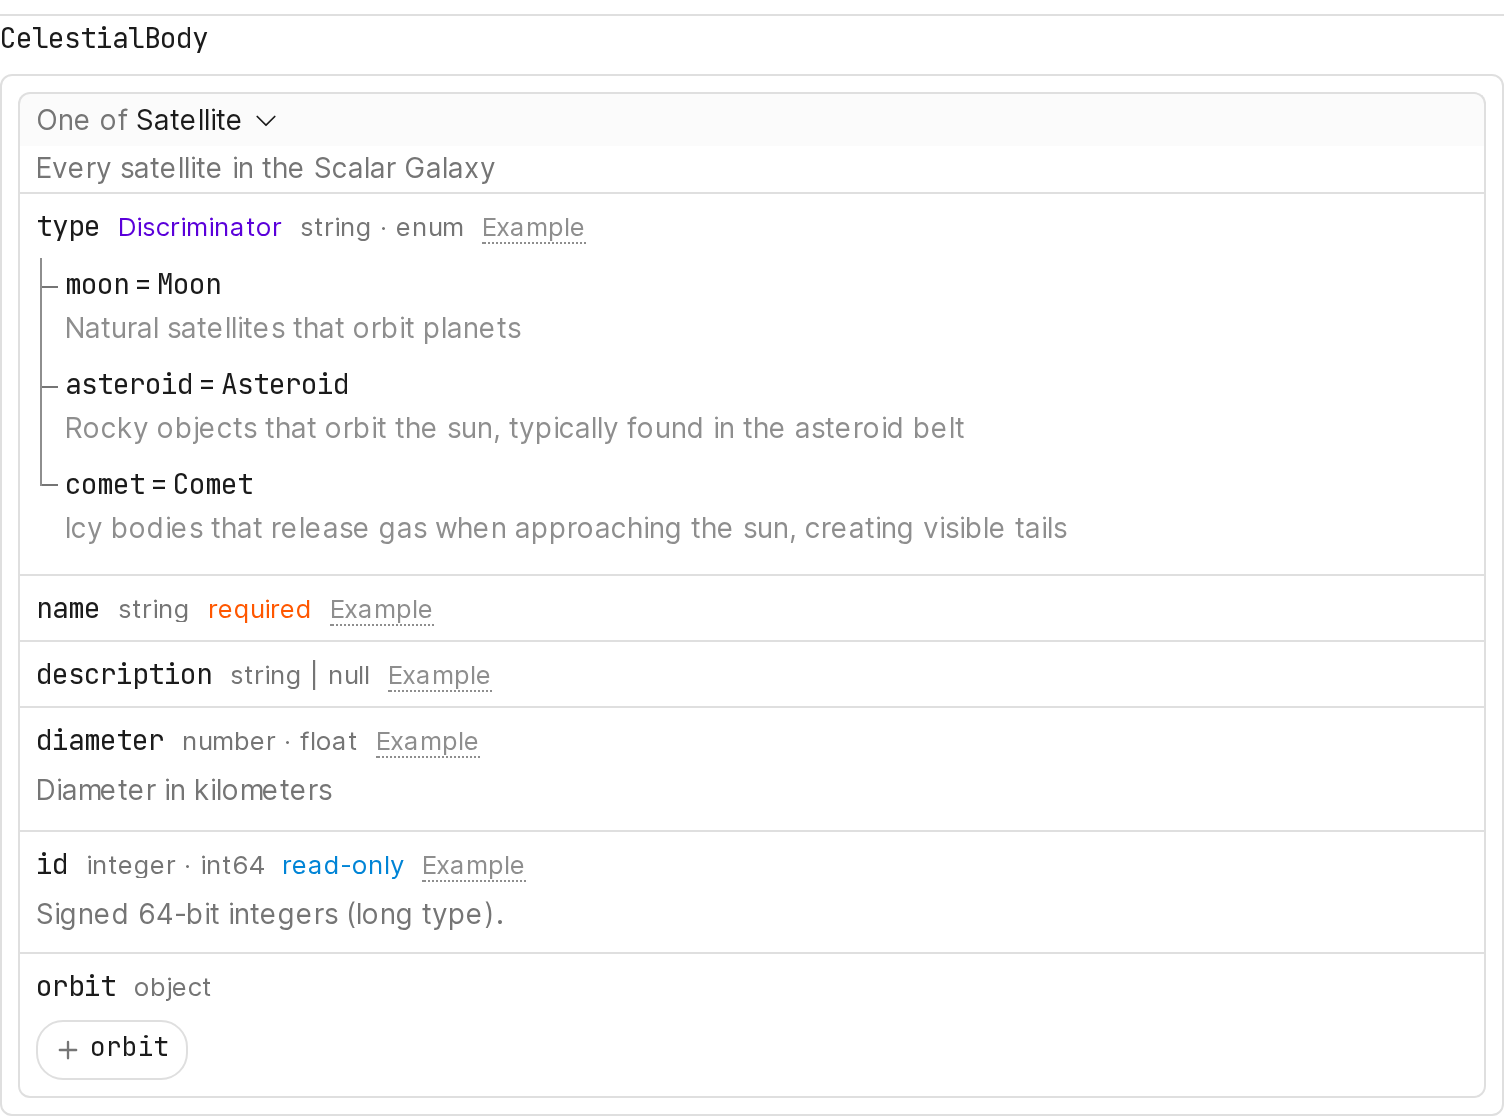 CelestialBody
One of Satellite
Every satellite in the Scalar Galaxy
type Discriminator string · enum Example
moon = Moon
Natural satellites that orbit planets
asteroid = Asteroid
Rocky objects that orbit the sun, typically found in the asteroid belt
comet = Comet
Icy bodies that release gas when approaching the sun, creating visible tails
name string required Example
description string | null Example
diameter number · float Example
Diameter in kilometers
id integer · int64 read-only Example
Signed 64-bit integers (long type).
orbit object
+ orbit